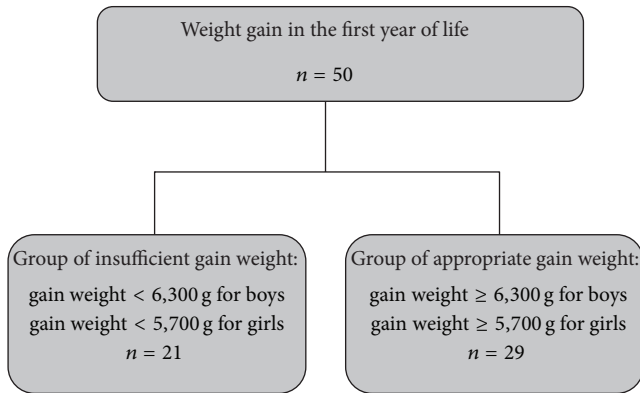 Weight gain in the first year of life
n = 50
Group of insufficient gain weight:
gain weight < 6,300 g for boys
gain weight < 5,700 g for girls
n = 21
Group of appropriate gain weight:
gain weight ≥ 6,300 g for boys
gain weight ≥ 5,700 g for girls
n = 29